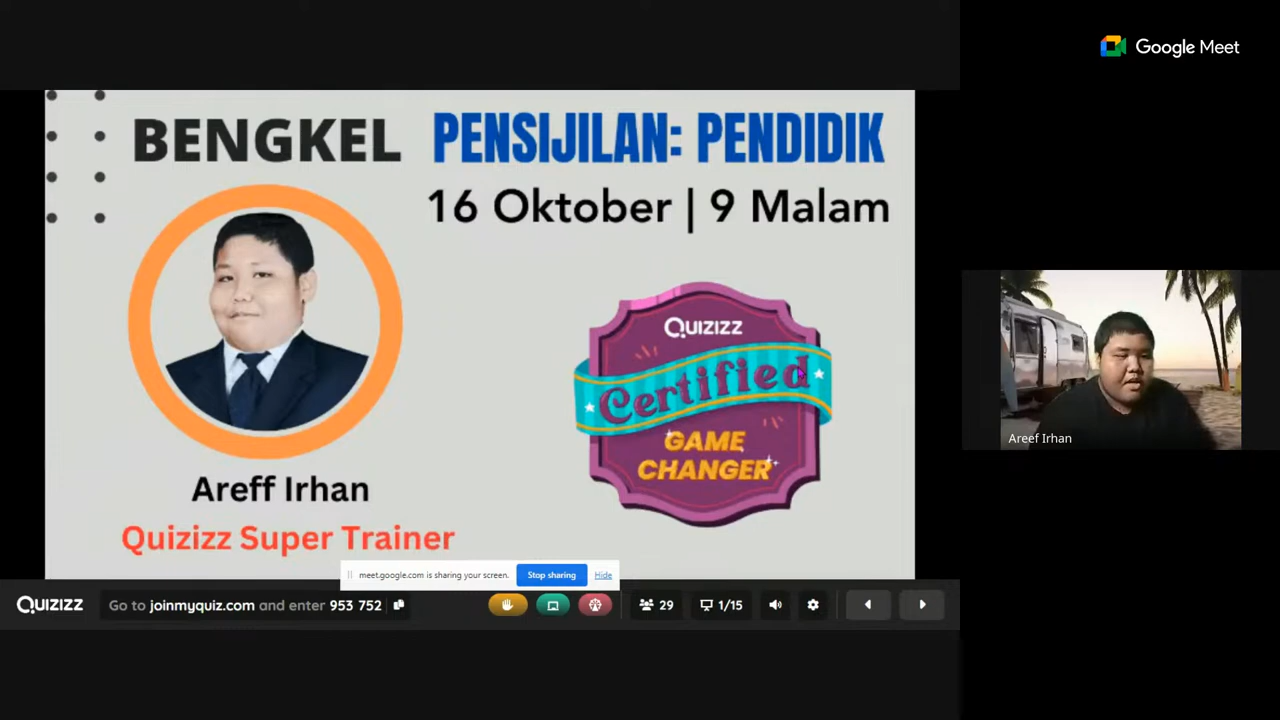 Google Meet
BENGKEL
PENSIJILAN: PENDIDIK
16 Oktober | 9 Malam
QUIZIZZ
Certified
GAME
CHANGER
Areff Irhan
Quizizz Super Trainer
Areef Irhan
meet.google.com is sharing your screen.
Stop sharing
Hide
QUIZIZZ
Go to joinmyquiz.com and enter 953 752
29
1/15